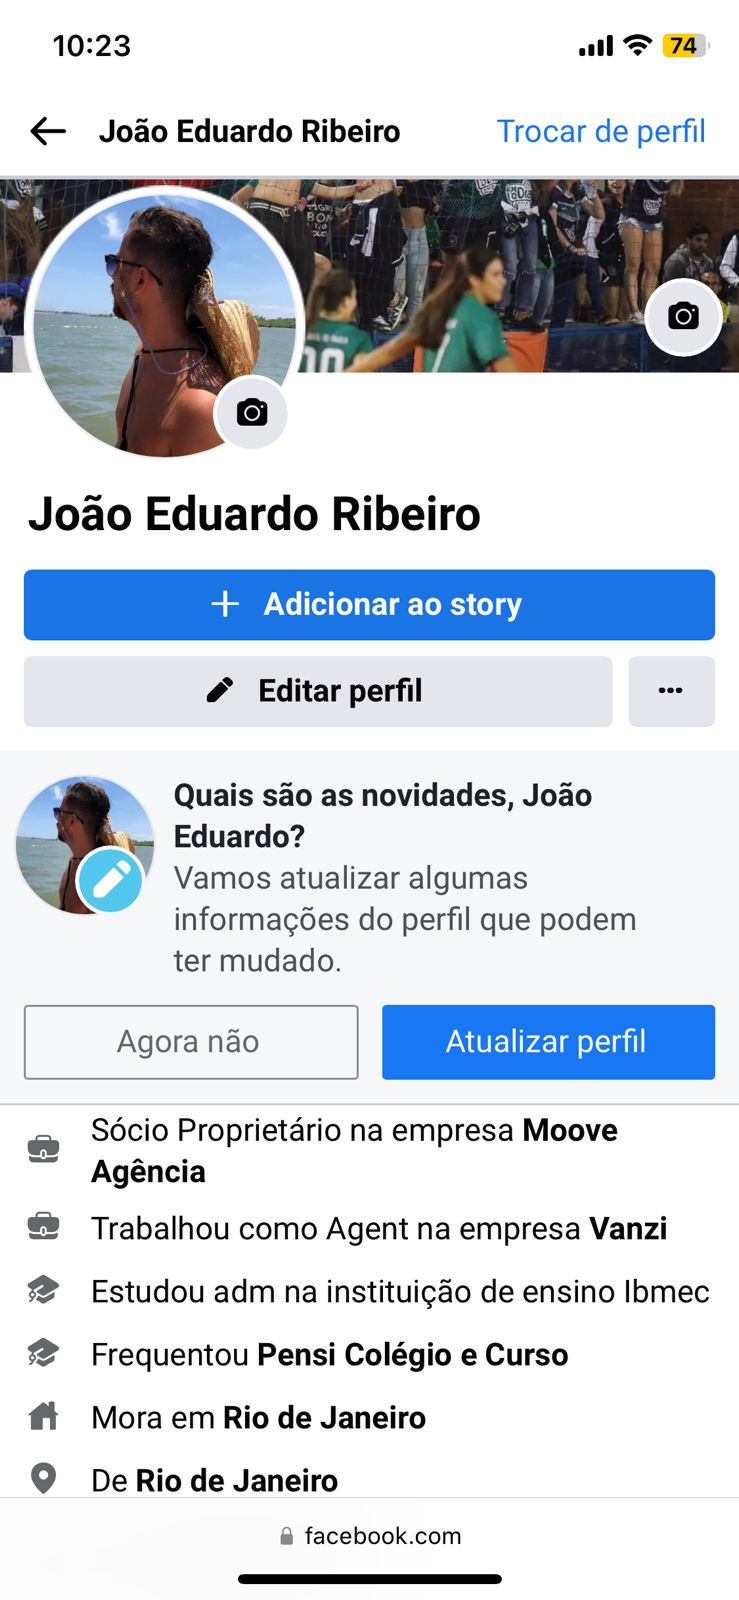 10:23
74
João Eduardo Ribeiro
Trocar de perfil
João Eduardo Ribeiro
Adicionar ao story
Editar perfil
Quais são as novidades, João
Eduardo?
Vamos atualizar algumas
informações do perfil que podem
ter mudado.
Agora não
Atualizar perfil
Sócio Proprietário na empresa Moove
Agência
Trabalhou como Agent na empresa Vanzi
Estudou adm na instituição de ensino Ibmec
Frequentou Pensi Colégio e Curso
Mora em Rio de Janeiro
De Rio de Janeiro
facebook.com